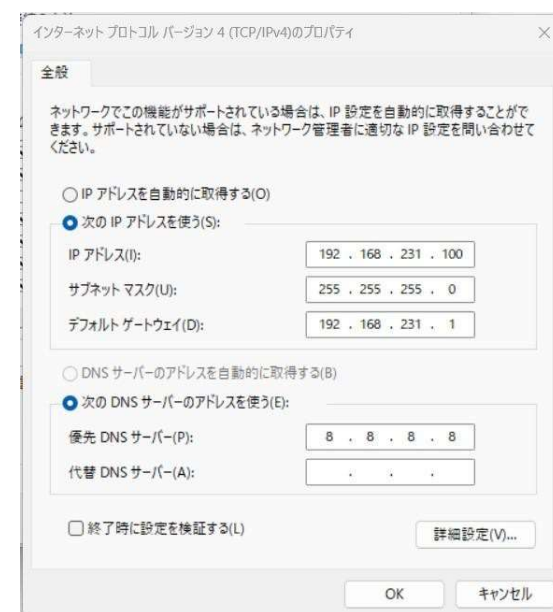 インターネット プロトコル バージョン 4 (TCP/IPv4)のプロパティ
全般
ネットワークでこの機能がサポートされている場合は、IP 設定を自動的に取得することがで
きます。サポートされていない場合は、ネットワーク管理者に適切な IP 設定を問い合わせて
ください。
IP アドレスを自動的に取得する(O)
次の IP アドレスを使う(S):
IP アドレス(I): 192 . 168 . 231 . 100
サブネット マスク(U): 255 . 255 . 255 . 0
デフォルト ゲートウェイ(D): 192 . 168 . 231 . 1
DNS サーバーのアドレスを自動的に取得する(B)
次の DNS サーバーのアドレスを使う(E):
優先 DNS サーバー(P): 8 . 8 . 8 . 8
代替 DNS サーバー(A): . . .
終了時に設定を検証する(L)
詳細設定(V)...
OK キャンセル